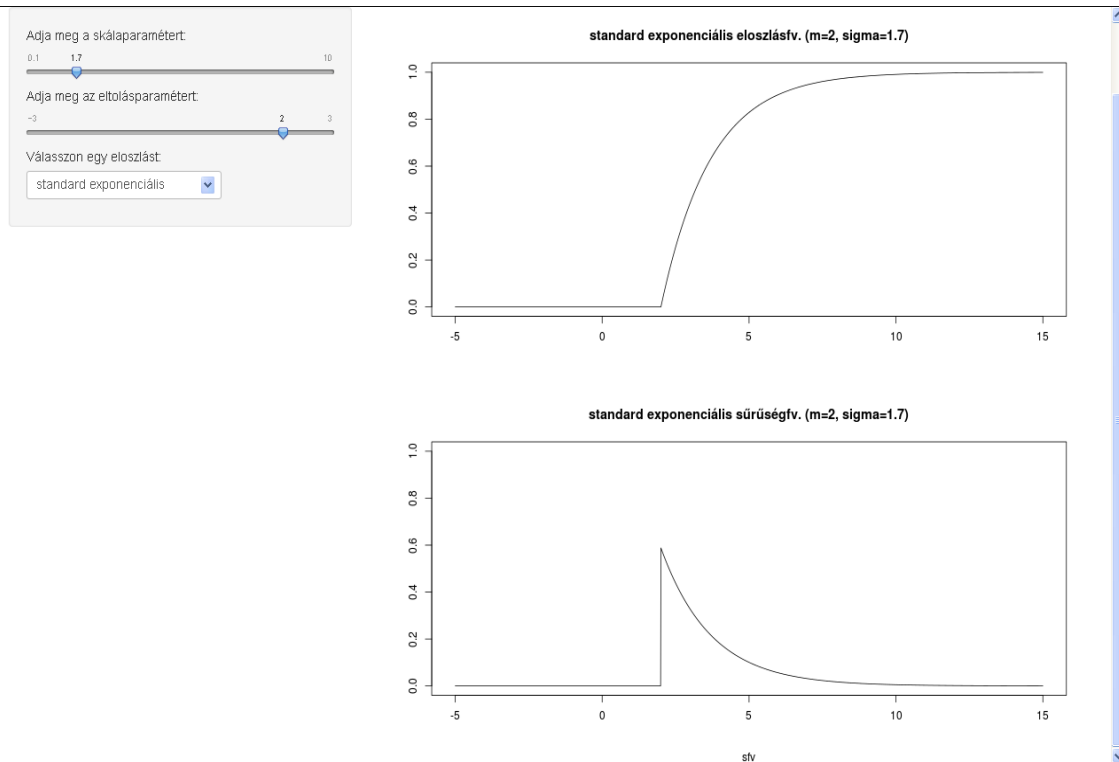 Adja meg a skálaparamétert:
0.1 1.7 10
Adja meg az eltolásparamétert:
-3 2 3
Válasszon egy eloszlást:
standard exponenciális
standard exponenciális eloszlásfv. (m=2, sigma=1.7)
1.0
0.8
0.6
0.4
0.2
0.0
-5 0 5 10 15
standard exponenciális sűrűségfv. (m=2, sigma=1.7)
1.0
0.8
0.6
0.4
0.2
0.0
-5 0 5 10 15
sfv